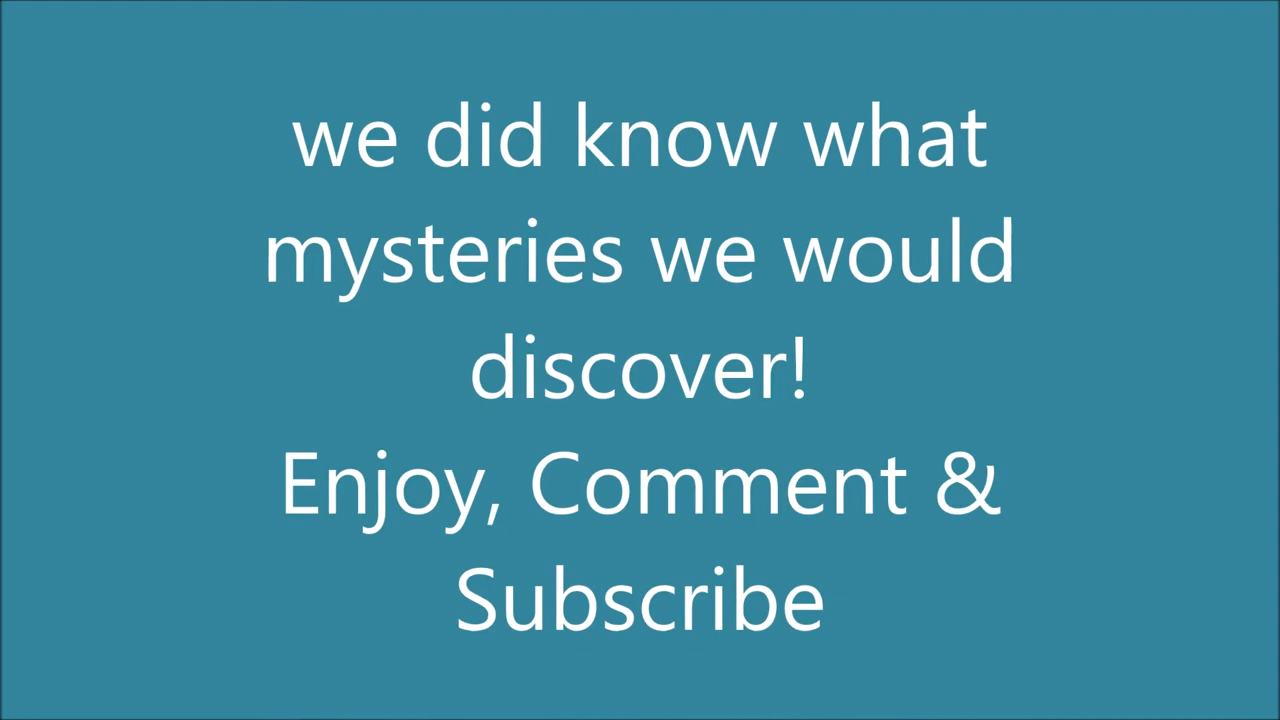 we did know what
mysteries we would
discover!
Enjoy, Comment &
Subscribe